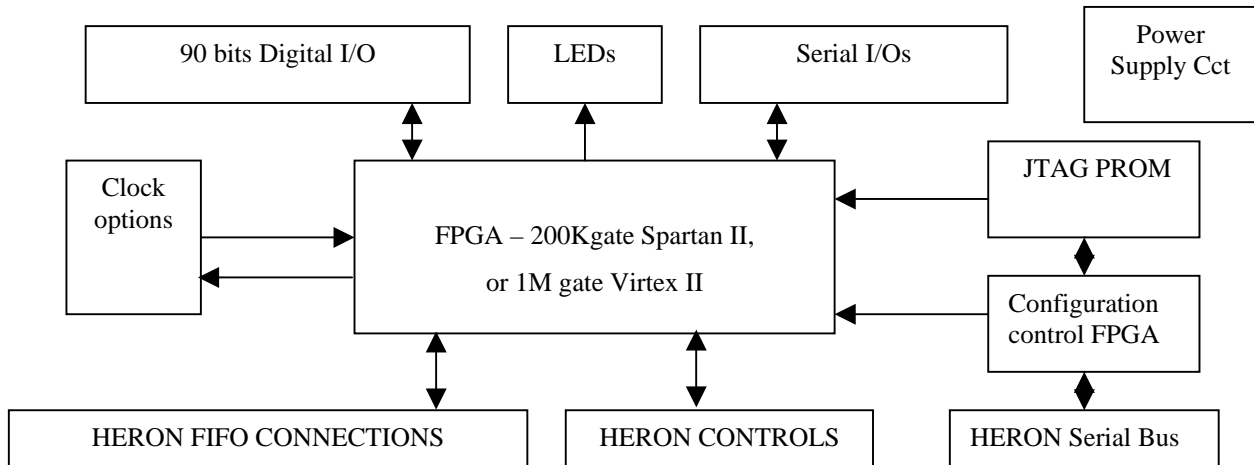 90 bits Digital I/O
LEDs
Serial I/Os
Power
Supply Cct
Clock
options
FPGA – 200Kgate Spartan II,
or 1M gate Virtex II
JTAG PROM
Configuration
control FPGA
HERON FIFO CONNECTIONS
HERON CONTROLS
HERON Serial Bus